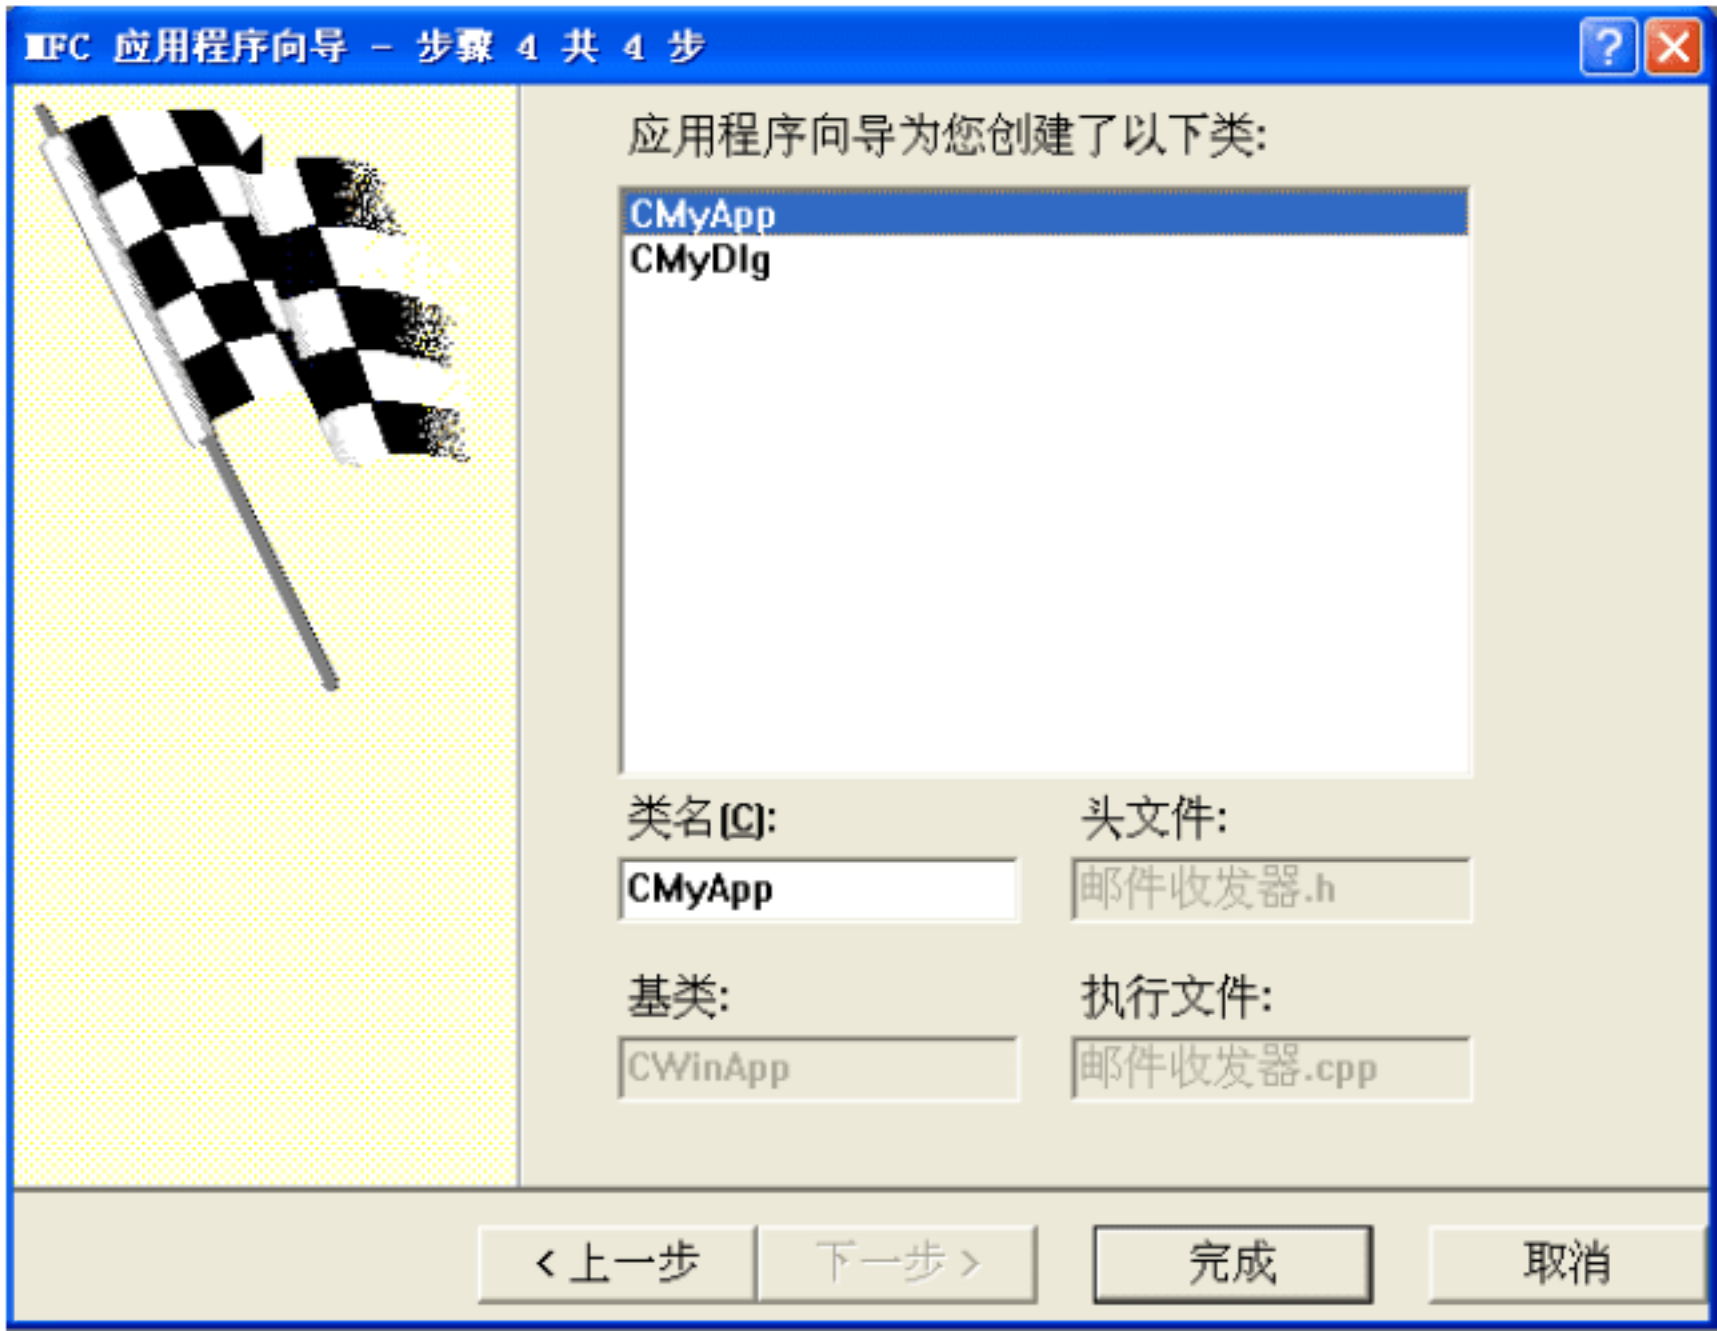 MFC 应用程序向导 - 步骤 4 共 4 步
应用程序向导为您创建了以下类:
CMyApp
CMyDlg
类名(C): 头文件:
CMyApp 邮件收发器.h
基类: 执行文件:
CWinApp 邮件收发器.cpp
<上一步 下一步> 完成 取消